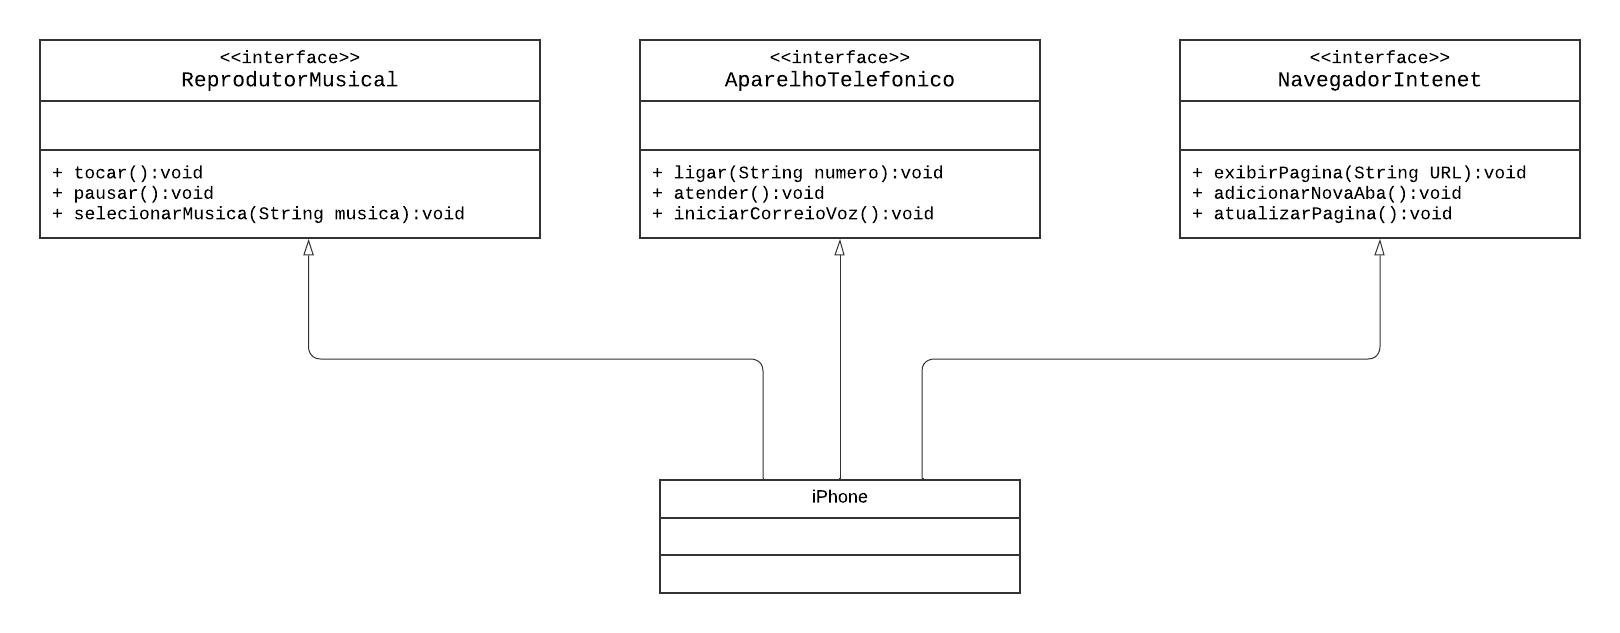 <<interface>>
ReprodutorMusical
+ tocar():void
+ pausar():void
+ selecionarMusica(String musica):void
<<interface>>
AparelhoTelefonico
+ ligar(String numero):void
+ atender():void
+ iniciarCorreioVoz():void
<<interface>>
NavegadorIntenet
+ exibirPagina(String URL):void
+ adicionarNovaAba():void
+ atualizarPagina():void
iPhone